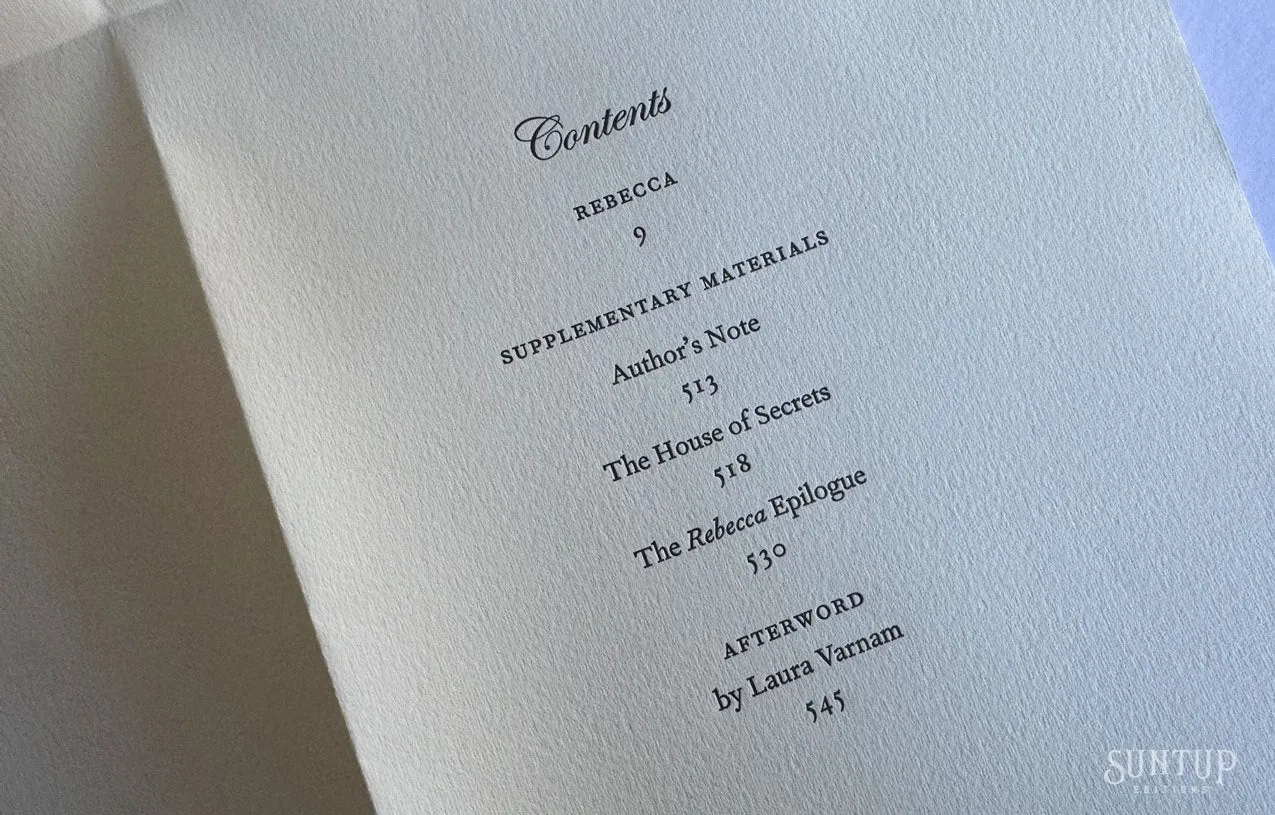 Contents
REBECCA
9
SUPPLEMENTARY MATERIALS
Author’s Note
513
The House of Secrets
518
The Rebecca Epilogue
530
AFTERWORD
by Laura Varnam
545
SUNTUP
EDITIONS